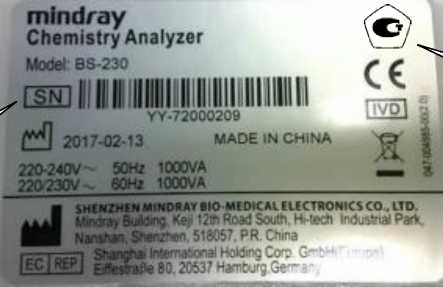 mindray
Chemistry Analyzer
Model: BS-230
SN
YY-72000209
CE
IVD
2017-02-13
MADE IN CHINA
220-240V~ 50Hz 1000VA
220/230V~ 60Hz 1000VA
SHENZHEN MINDRAY BIO-MEDICAL ELECTRONICS CO., LTD.
Mindray Building, Keji 12th Road South, Hi-tech Industrial Park,
Nanshan, Shenzhen, 518057, P.R. China
EC REP
Shanghai International Holding Corp. GmbH(Europe)
Eiffestraße 80, 20537 Hamburg,Germany